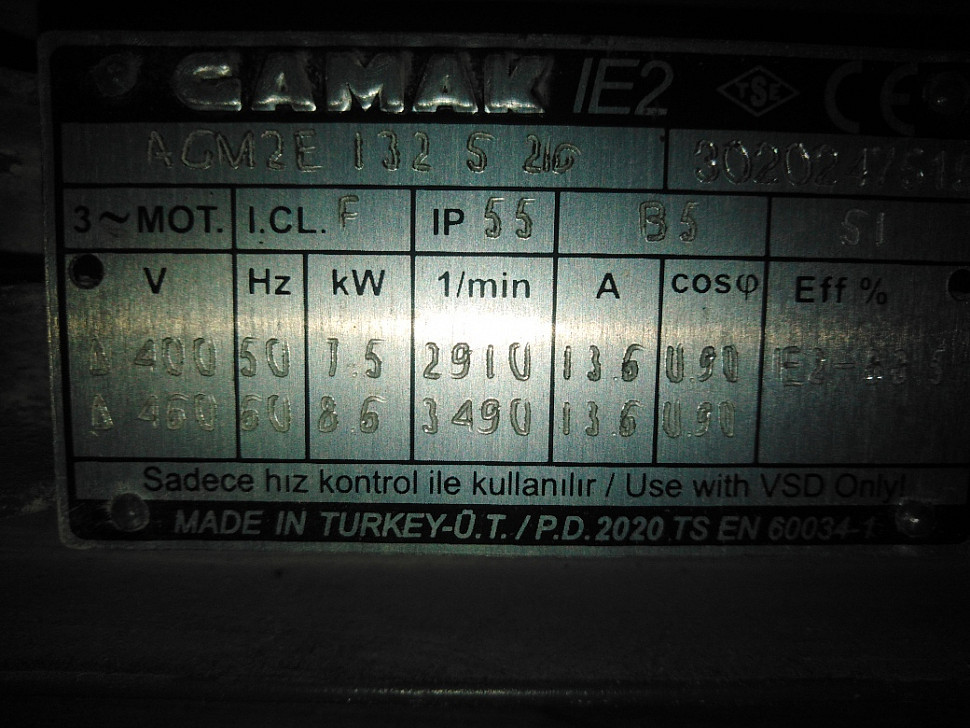 GAMAK IE2 TSE CE
AGM2E 132 S
3~MOT. I.CL. F IP 55 B5 S1
V Hz kW 1/min A cosφ Eff %
Δ 400 50 7.5 2910 13.6 0.90
Δ 460 60 8.6 3490 13.6 0.90
Sadece hız kontrol ile kullanılır / Use with VSD Only!
MADE IN TURKEY-Ü.T./P.D.2020 TS EN 60034-1